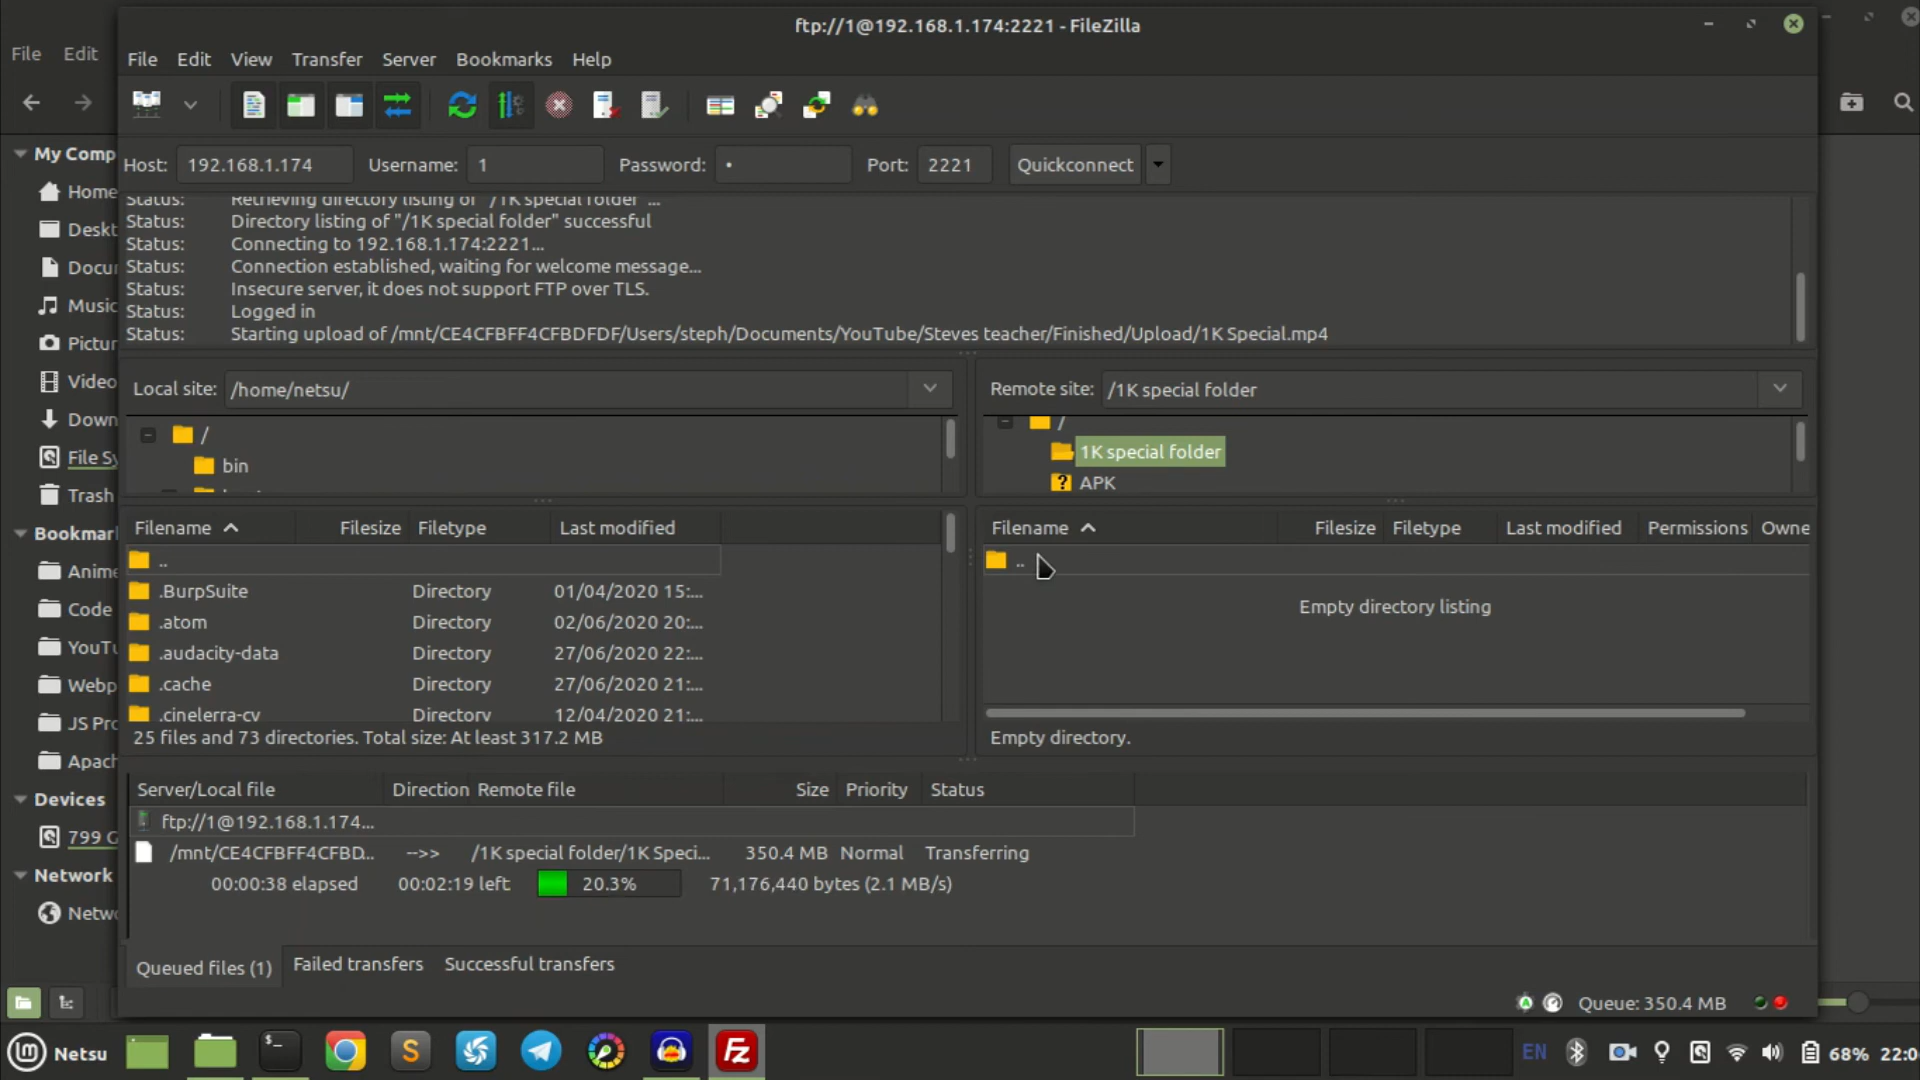 ftp://1@192.168.1.174:2221 - FileZilla
File Edit
File Edit View Transfer Server Bookmarks Help
Host: 192.168.1.174 Username: 1 Password: • Port: 2221 Quickconnect
My Comp
Home
Deskt
Docu
Music
Pictur
Video
Down
File Sy
Trash
Bookmar
Anime
Code
YouTu
Webp
JS Pro
Apach
Devices
799 G
Network
Netwo
Status: Retrieving directory listing of "/1K special folder"...
Status: Directory listing of "/1K special folder" successful
Status: Connecting to 192.168.1.174:2221...
Status: Connection established, waiting for welcome message...
Status: Insecure server, it does not support FTP over TLS.
Status: Logged in
Status: Starting upload of /mnt/CE4CFBFF4CFBDFDF/Users/steph/Documents/YouTube/Steves teacher/Finished/Upload/1K Special.mp4
Local site: /home/netsu/
/
bin
Filename Filesize Filetype Last modified
..
.BurpSuite Directory 01/04/2020 15:...
.atom Directory 02/06/2020 20:...
.audacity-data Directory 27/06/2020 22:...
.cache Directory 27/06/2020 21:...
.cinelerra-cv Directory 12/04/2020 21:...
25 files and 73 directories. Total size: At least 317.2 MB
Remote site: /1K special folder
/
1K special folder
? APK
Filename Filesize Filetype Last modified Permissions Owne
..
Empty directory listing
Empty directory.
Server/Local file Direction Remote file Size Priority Status
ftp://1@192.168.1.174...
/mnt/CE4CFBFF4CFBD... -->> /1K special folder/1K Speci... 350.4 MB Normal Transferring
00:00:38 elapsed 00:02:19 left 20.3% 71,176,440 bytes (2.1 MB/s)
Queued files (1) Failed transfers Successful transfers
Queue: 350.4 MB
Netsu $_ S Fz EN 68% 22:0